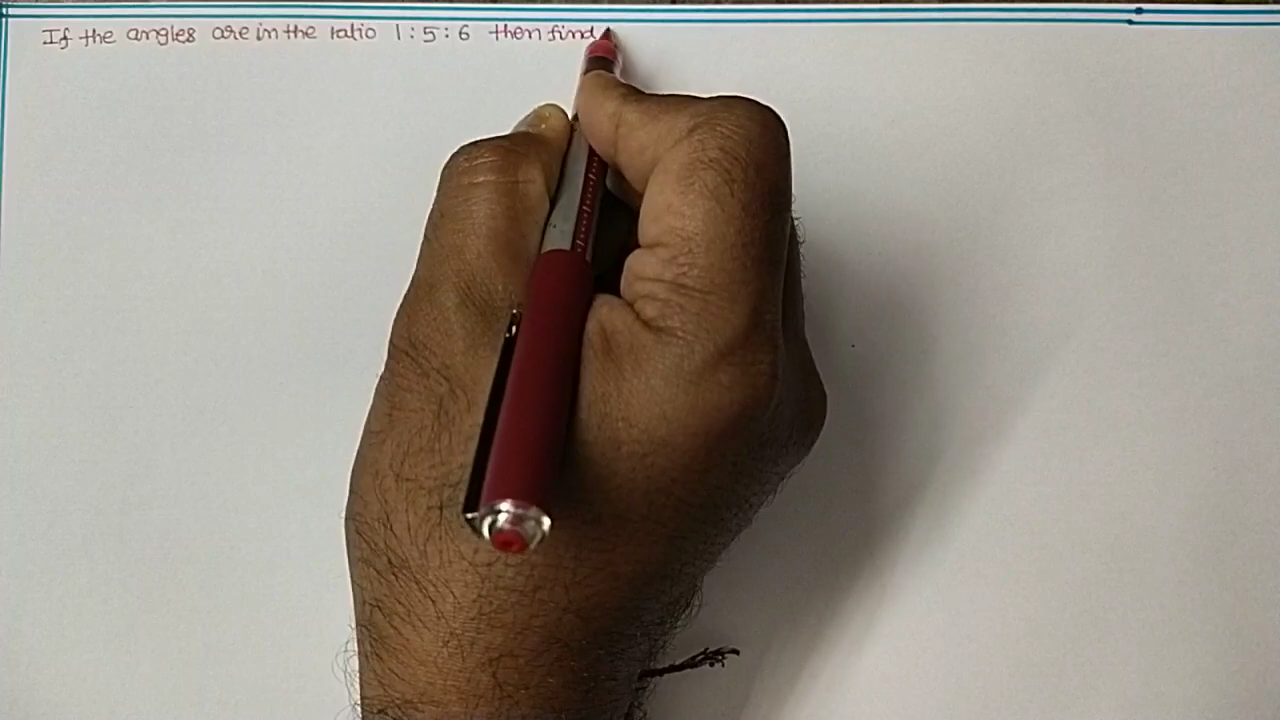 If the angles are in the ratio 1 : 5 : 6 then find